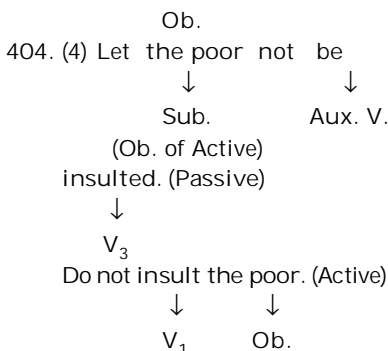 Ob.
404. (4) Let the poor not be
↓ ↓
Sub. Aux. V.
(Ob. of Active)
insulted. (Passive)
↓
V₃
Do not insult the poor. (Active)
↓ ↓
V₁ Ob.